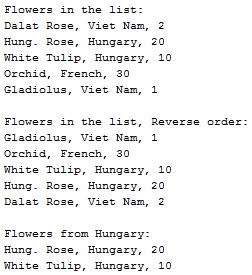 Flowers in the list:
Dalat Rose, Viet Nam, 2
Hung. Rose, Hungary, 20
White Tulip, Hungary, 10
Orchid, French, 30
Gladiolus, Viet Nam, 1
Flowers in the list, Reverse order:
Gladiolus, Viet Nam, 1
Orchid, French, 30
White Tulip, Hungary, 10
Hung. Rose, Hungary, 20
Dalat Rose, Viet Nam, 2
Flowers from Hungary:
Hung. Rose, Hungary, 20
White Tulip, Hungary, 10